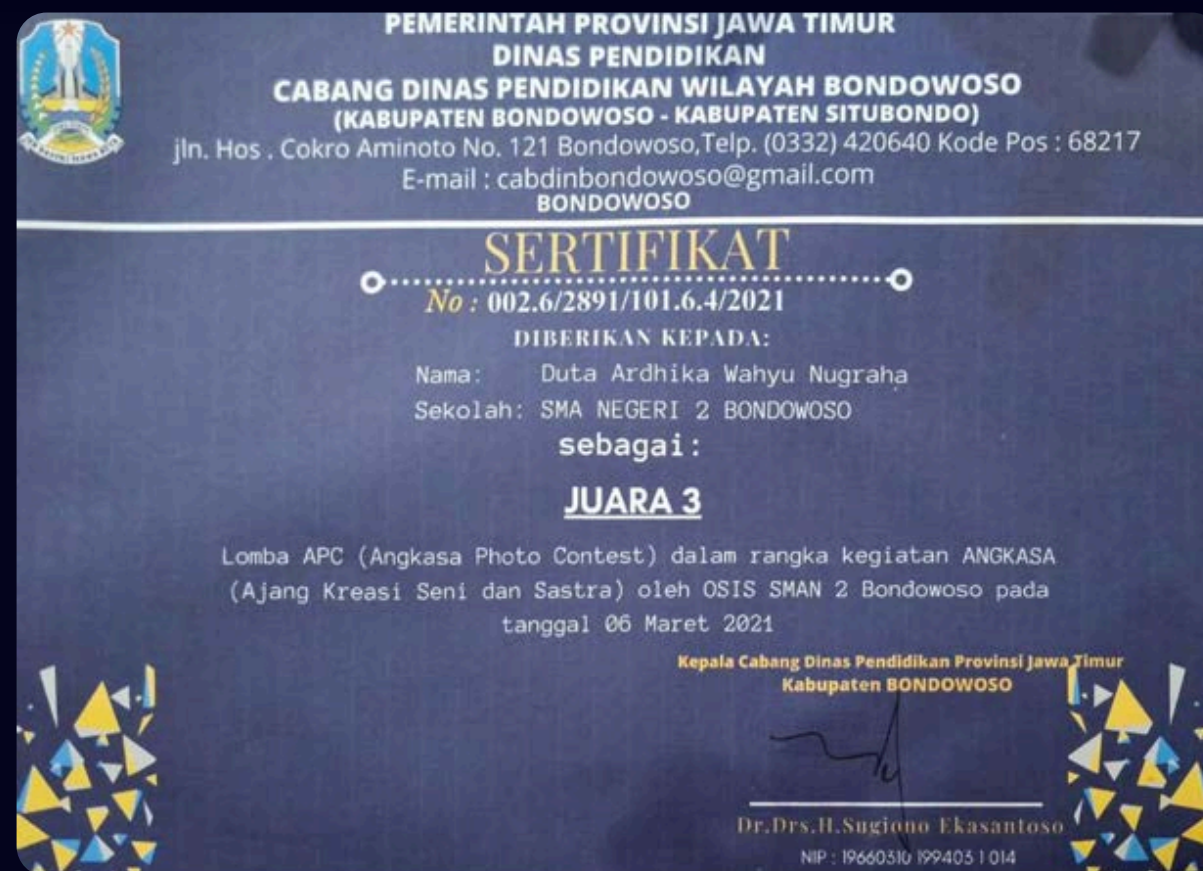 PEMERINTAH PROVINSI JAWA TIMUR
DINAS PENDIDIKAN
CABANG DINAS PENDIDIKAN WILAYAH BONDOWOSO
(KABUPATEN BONDOWOSO - KABUPATEN SITUBONDO)
jln. Hos . Cokro Aminoto No. 121 Bondowoso,Telp. (0332) 420640 Kode Pos : 68217
E-mail : cabdinbondowoso@gmail.com
BONDOWOSO
SERTIFIKAT
No : 002.6/2891/101.6.4/2021
DIBERIKAN KEPADA:
Nama: Duta Ardhika Wahyu Nugraha
Sekolah: SMA NEGERI 2 BONDOWOSO
sebagai:
JUARA 3
Lomba APC (Angkasa Photo Contest) dalam rangka kegiatan ANGKASA
(Ajang Kreasi Seni dan Sastra) oleh OSIS SMAN 2 Bondowoso pada
tanggal 06 Maret 2021
Kepala Cabang Dinas Pendidikan Provinsi Jawa Timur
Kabupaten BONDOWOSO
Dr.Drs.H.Sugiono Ekasantoso
NIP : 19660310 199403 1 014